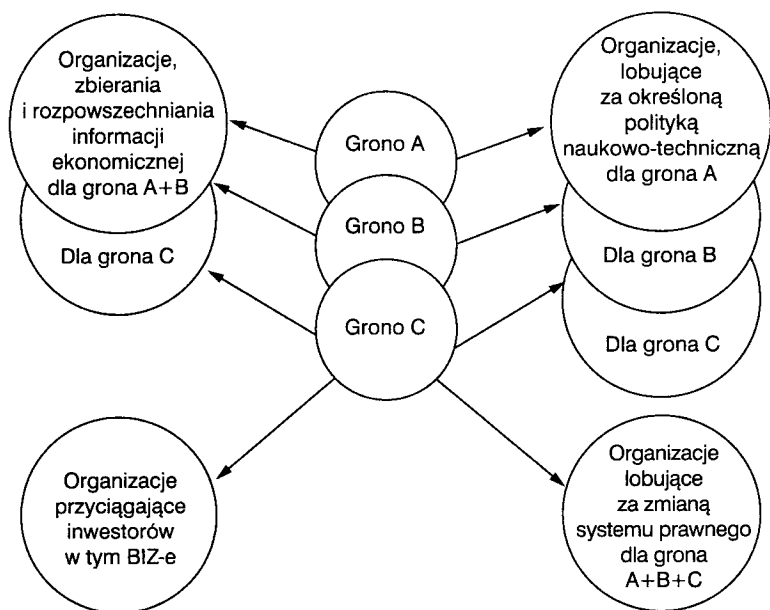 Organizacje,
zbierania
i rozpowszechniania
informacji
ekonomicznej
dla grona A+B
Dla grona C
Grono A
Grono B
Grono C
Organizacje,
lobujące
za określoną
polityką
naukowo-techniczną
dla grona A
Dla grona B
Dla grona C
Organizacje
przyciągające
inwestorów
w tym BIZ-e
Organizacje
lobujące
za zmianą
systemu prawnego
dla grona
A+B+C